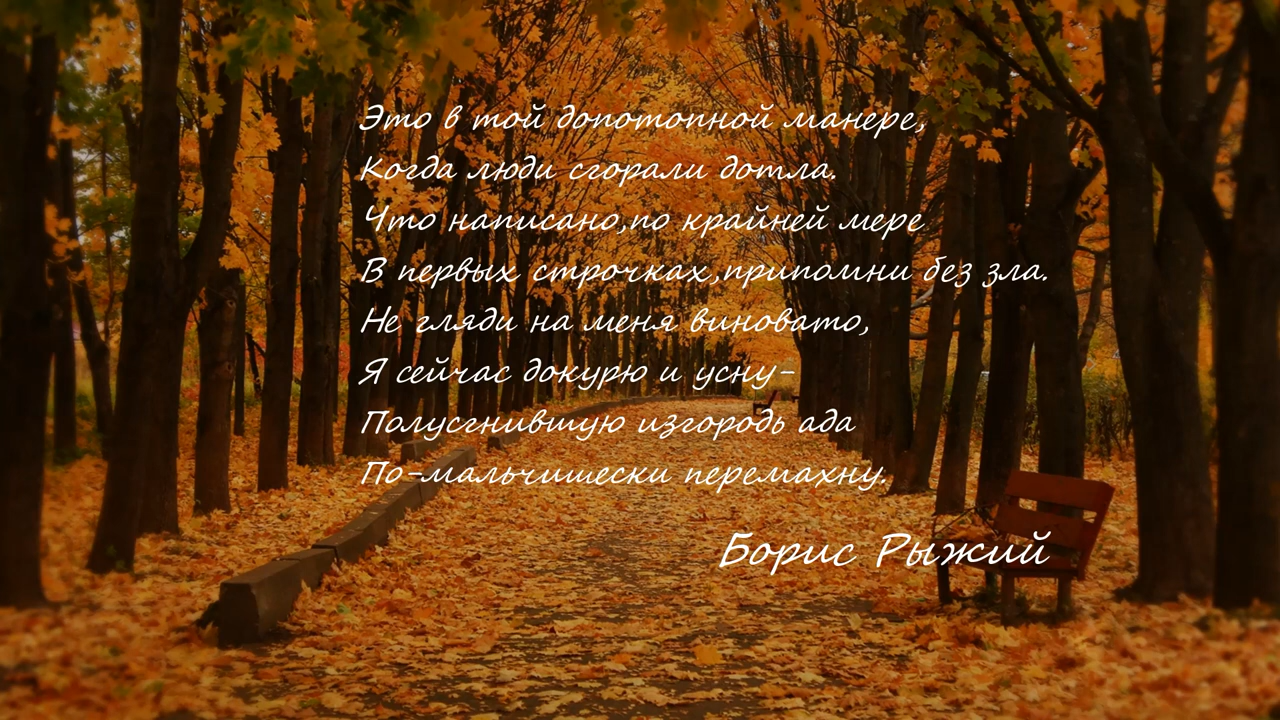 Это в той допотопной манере,
Когда люди сгорали дотла.
Что написано,по крайней мере
В первых строчках,припомни без зла.
Не гляди на меня виновато,
Я сейчас докурю и усну-
Полусгнившую изгородь ада
По-мальчишески перемахну.
Борис Рыжий